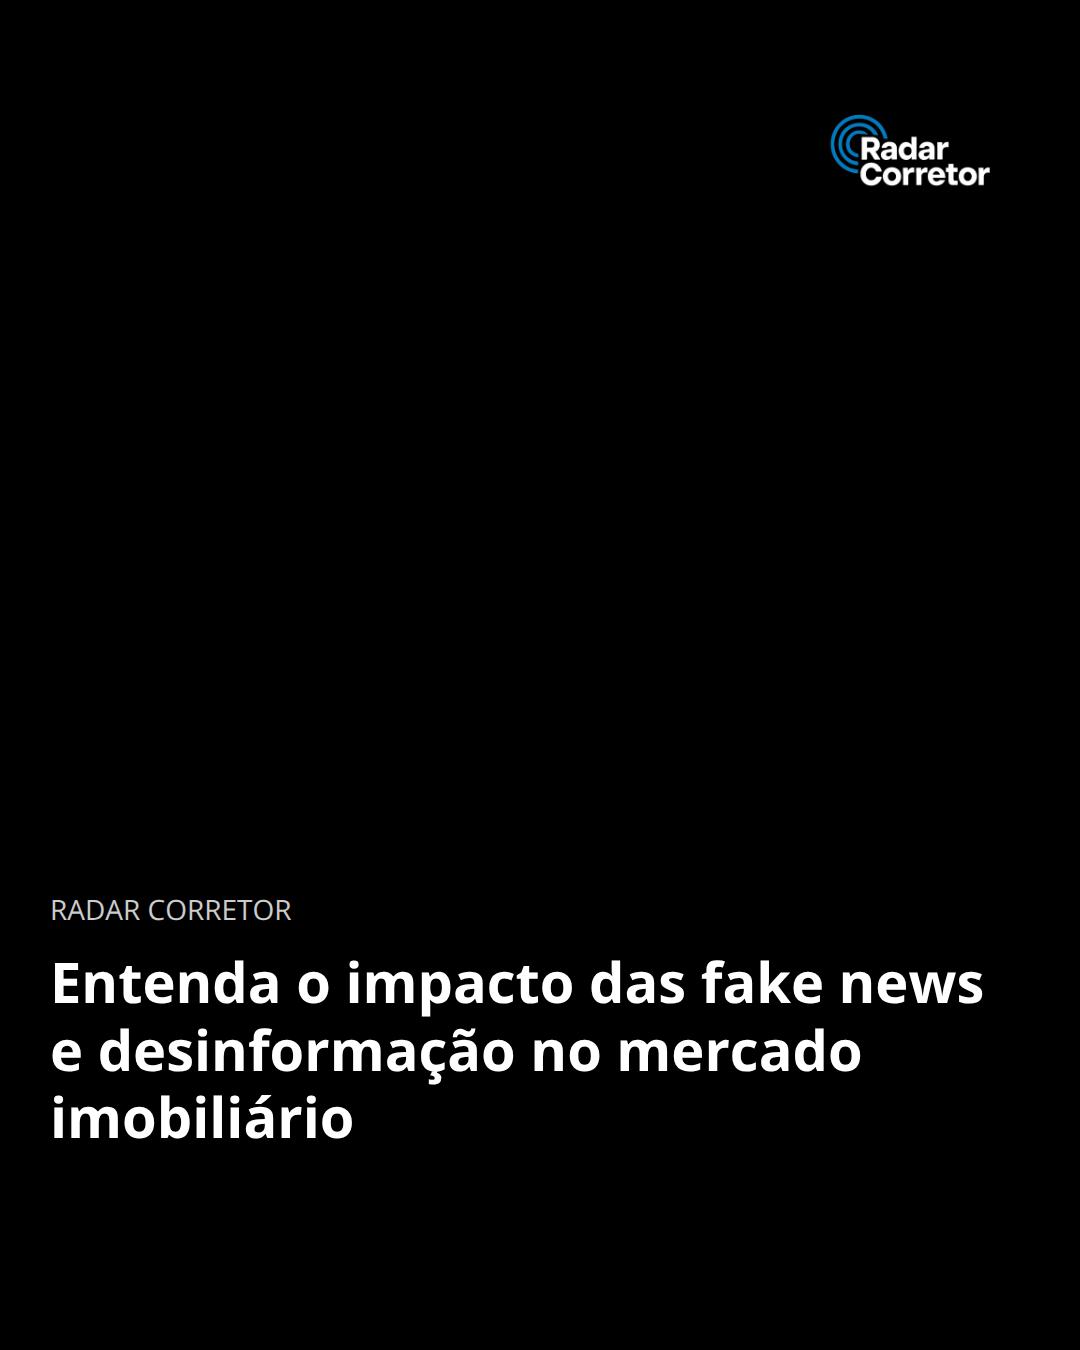 Radar
Corretor
RADAR CORRETOR
Entenda o impacto das fake news
e desinformação no mercado
imobiliário